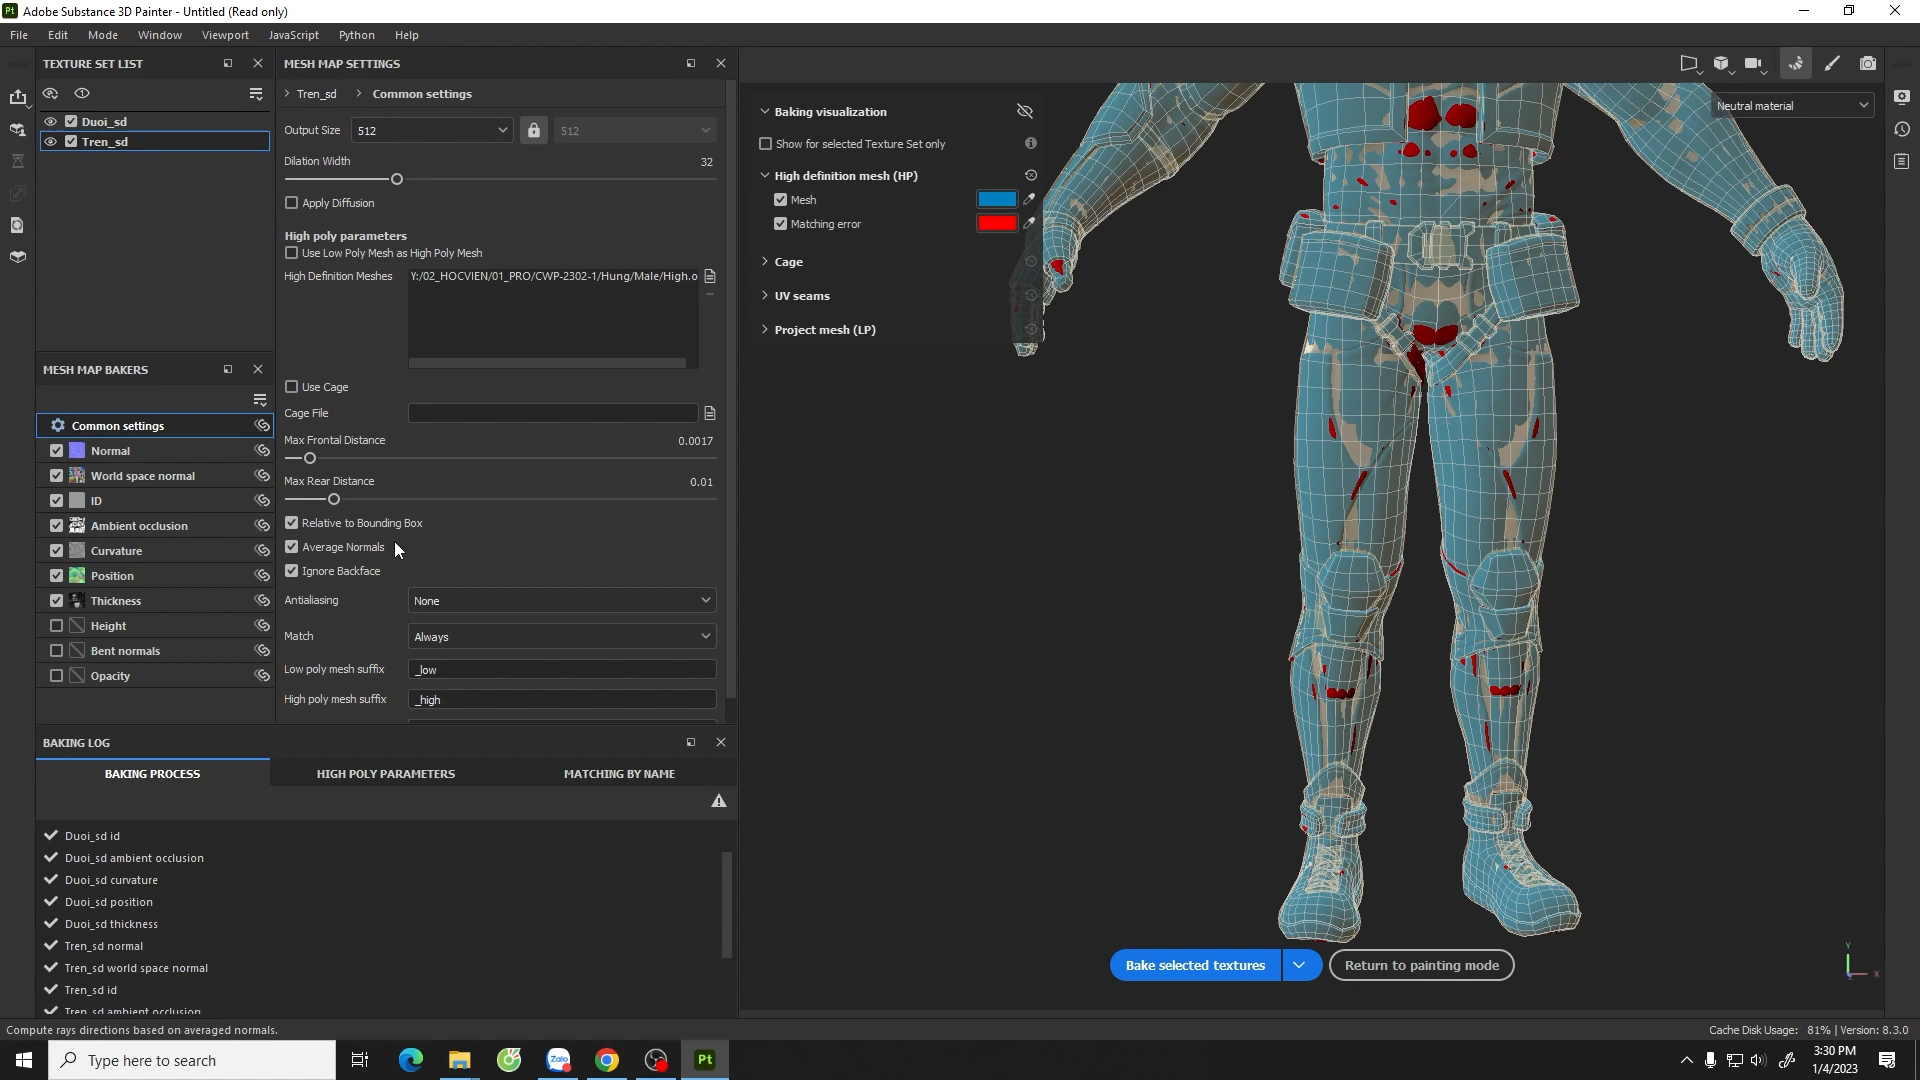 Pt Adobe Substance 3D Painter - Untitled (Read only)
File Edit Mode Window Viewport JavaScript Python Help
TEXTURE SET LIST
Duoi_sd
Tren_sd
MESH MAP SETTINGS
Tren_sd > Common settings
Output Size 512 512
Dilation Width 32
Apply Diffusion
High poly parameters
Use Low Poly Mesh as High Poly Mesh
High Definition Meshes Y:/02_HOCVIEN/01_PRO/CWP-2302-1/Hung/Male/High.o
Use Cage
Cage File
Max Frontal Distance 0.0017
Max Rear Distance 0.01
Relative to Bounding Box
Average Normals
Ignore Backface
Antialiasing None
Match Always
Low poly mesh suffix _low
High poly mesh suffix _high
MESH MAP BAKERS
Common settings
Normal
World space normal
ID
Ambient occlusion
Curvature
Position
Thickness
Height
Bent normals
Opacity
BAKING LOG
BAKING PROCESS HIGH POLY PARAMETERS MATCHING BY NAME
Duoi_sd id
Duoi_sd ambient occlusion
Duoi_sd curvature
Duoi_sd position
Duoi_sd thickness
Tren_sd normal
Tren_sd world space normal
Tren_sd id
Tren_sd ambient occlusion
Baking visualization
Show for selected Texture Set only
High definition mesh (HP)
Mesh
Matching error
Cage
UV seams
Project mesh (LP)
Neutral material
Bake selected textures
Return to painting mode
Y
X
Compute rays directions based on averaged normals.
Cache Disk Usage: 81% | Version: 8.3.0
Type here to search
Zalo
Pt
3:30 PM
1/4/2023